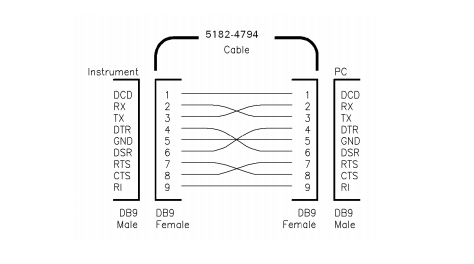 5182-4794
Cable
Instrument PC
DCD 1 1 DCD
RX 2 2 RX
TX 3 3 TX
DTR 4 4 DTR
GND 5 5 GND
DSR 6 6 DSR
RTS 7 7 RTS
CTS 8 8 CTS
RI 9 9 RI
DB9 DB9 DB9 DB9
Male Female Female Male